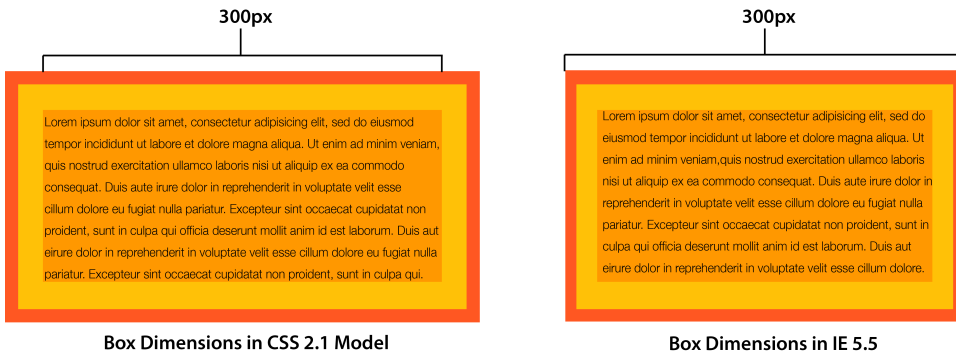 300px
Lorem ipsum dolor sit amet, consectetur adipisicing elit, sed do eiusmod
tempor incididunt ut labore et dolore magna aliqua. Ut enim ad minim veniam,
quis nostrud exercitation ullamco laboris nisi ut aliquip ex ea commodo
consequat. Duis aute irure dolor in reprehenderit in voluptate velit esse
cillum dolore eu fugiat nulla pariatur. Excepteur sint occaecat cupidatat non
proident, sunt in culpa qui officia deserunt mollit anim id est laborum. Duis aut
eirure dolor in reprehenderit in voluptate velit esse cillum dolore eu fugiat nulla
pariatur. Excepteur sint occaecat cupidatat non proident, sunt in culpa qui.
Box Dimensions in CSS 2.1 Model
300px
Lorem ipsum dolor sit amet, consectetur adipisicing elit, sed do
eiusmod tempor incididunt ut labore et dolore magna aliqua. Ut
enim ad minim veniam,quis nostrud exercitation ullamco laboris
nisi ut aliquip ex ea commodo consequat. Duis aute irure dolor in
reprehenderit in voluptate velit esse cillum dolore eu fugiat nulla
pariatur. Excepteur sint occaecat cupidatat non proident, sunt in
culpa qui officia deserunt mollit anim id est laborum. Duis aut
eirure dolor in reprehenderit in voluptate velit esse cillum dolore.
Box Dimensions in IE 5.5